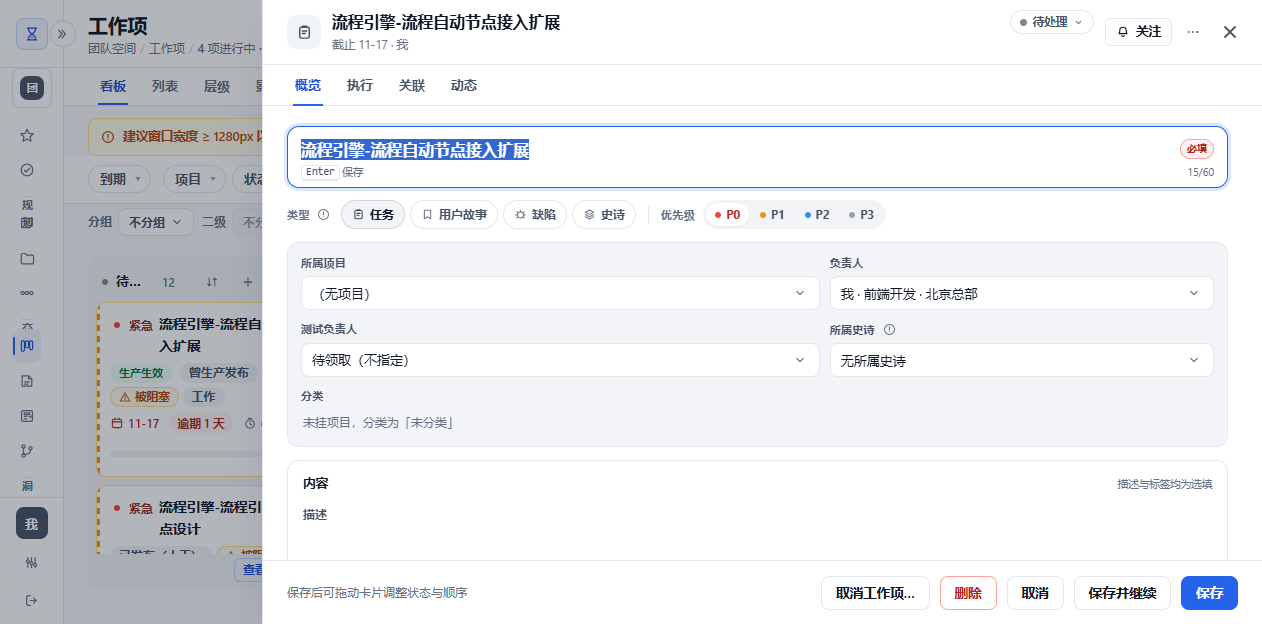 工作项
团队空间 / 工作项 / 4 项进行中 ·
看板 列表 层级
建议窗口宽度 ≥ 1280px
到期 项目 状态
分组 不分组 二级 不分
待... 12
紧急 流程引擎-流程自
入扩展
生产生效 曾生产发布
被阻塞 工作
11-17 逾期 1 天
紧急 流程引擎-流程引
点设计
查看
团
规
洞
我
流程引擎-流程自动节点接入扩展
截止 11-17 · 我
待处理
关注
概览 执行 关联 动态
流程引擎-流程自动节点接入扩展
必填
Enter 保存
15/60
类型 任务 用户故事 缺陷 史诗 优先级 P0 P1 P2 P3
所属项目 负责人
(无项目) 我 · 前端开发 · 北京总部
测试负责人 所属史诗
待领取（不指定） 无所属史诗
分类
未挂项目，分类为「未分类」
内容 描述与标签均为选填
描述
保存后可拖动卡片调整状态与顺序
取消工作项... 删除 取消 保存并继续 保存